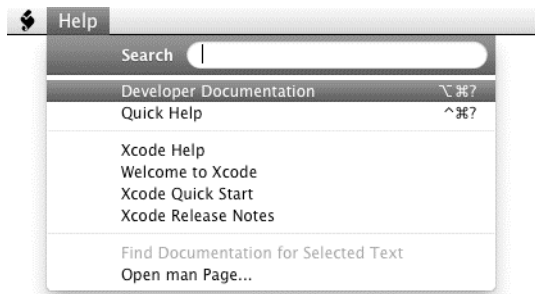 Help
Search
Developer Documentation ⌥⌘?
Quick Help ^⌘?
Xcode Help
Welcome to Xcode
Xcode Quick Start
Xcode Release Notes
Find Documentation for Selected Text
Open man Page...